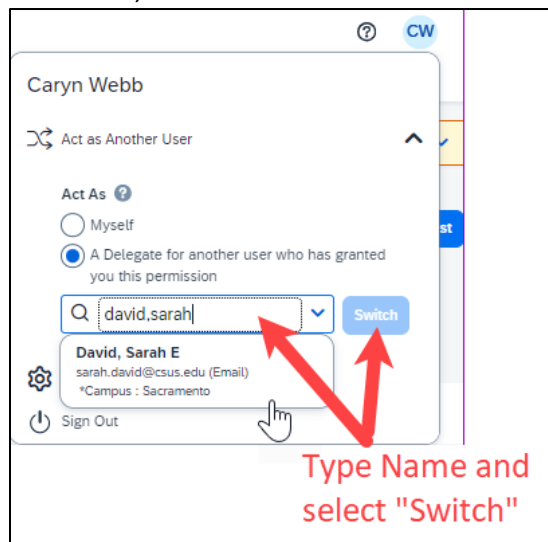 CW
Caryn Webb
Act as Another User
Act As
Myself
A Delegate for another user who has granted
you this permission
david,sarah
Switch
David, Sarah E
sarah.david@csus.edu (Email)
*Campus : Sacramento
Sign Out
st
Type Name and
select "Switch"